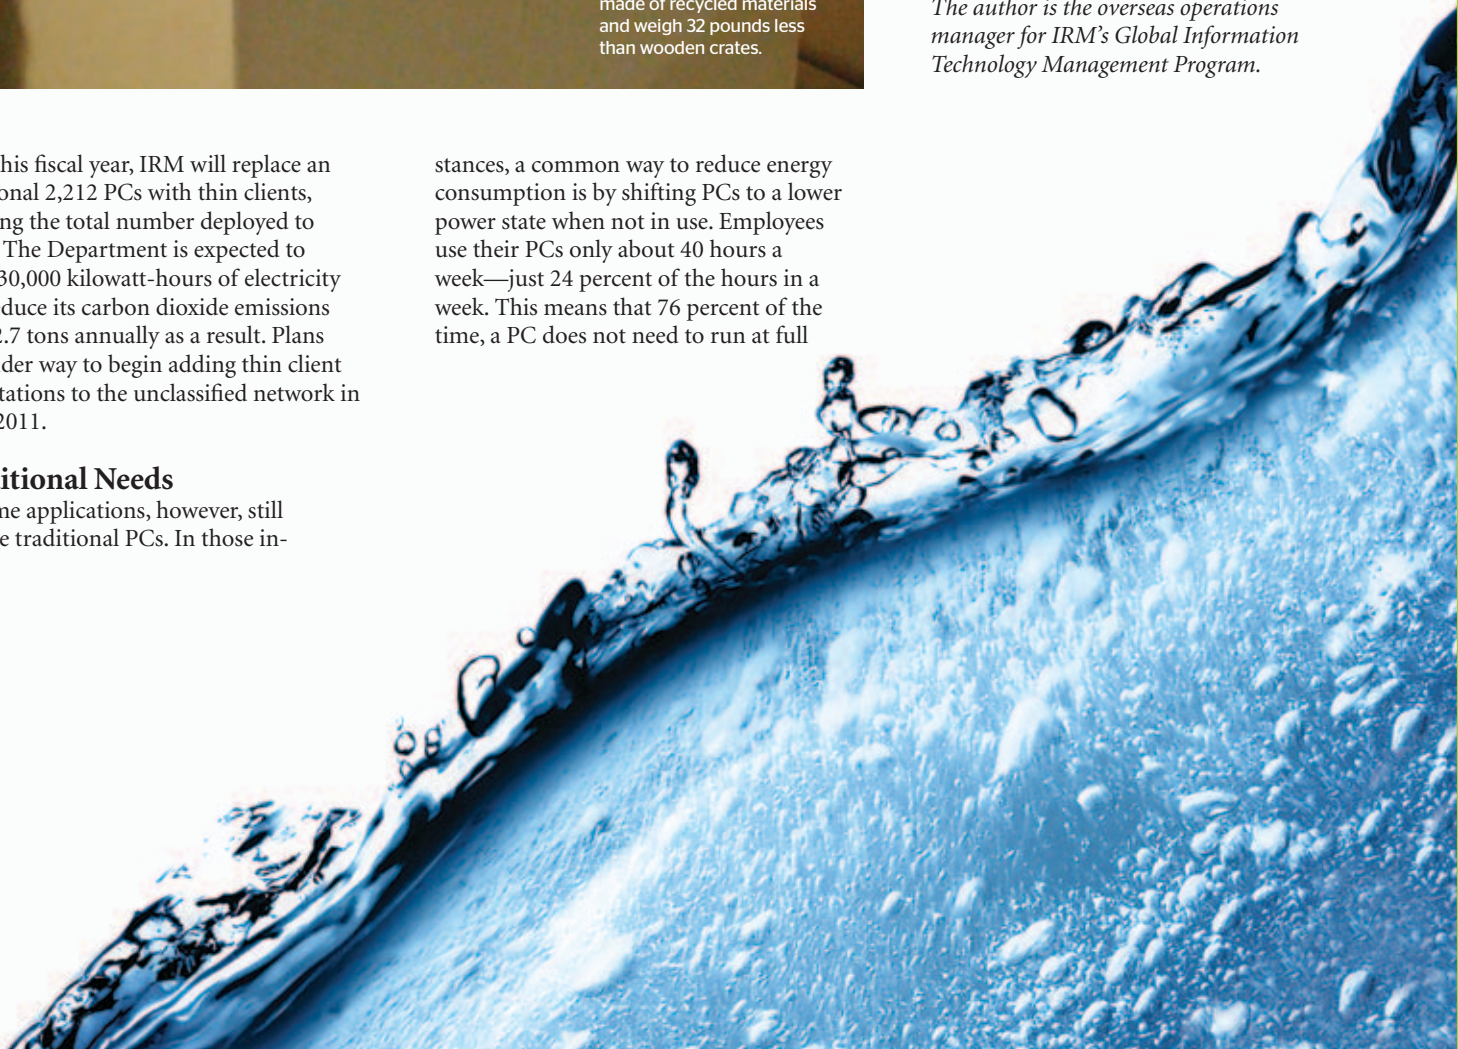 made of recycled materials
and weigh 32 pounds less
than wooden crates.
The author is the overseas operations
manager for IRM's Global Information
Technology Management Program.
his fiscal year, IRM will replace an
onal 2,212 PCs with thin clients,
ng the total number deployed to
The Department is expected to
30,000 kilowatt-hours of electricity
duce its carbon dioxide emissions
2.7 tons annually as a result. Plans
der way to begin adding thin client
tations to the unclassified network in
2011.
itional Needs
me applications, however, still
e traditional PCs. In those in-
stances, a common way to reduce energy
consumption is by shifting PCs to a lower
power state when not in use. Employees
use their PCs only about 40 hours a
week—just 24 percent of the hours in a
week. This means that 76 percent of the
time, a PC does not need to run at full